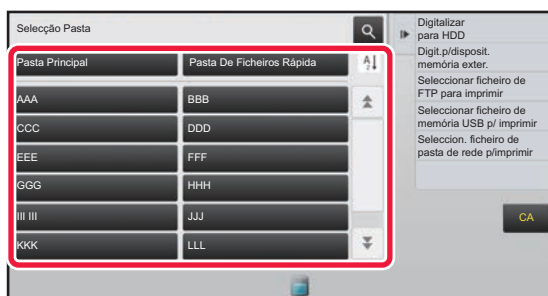 Selecção Pasta
Pasta Principal
Pasta De Ficheiros Rápida
AAA
BBB
CCC
DDD
EEE
FFF
GGG
HHH
III III
JJJ
KKK
LLL
Digitalizar
para HDD
Digit.p/disposit.
memória exter.
Seleccionar ficheiro de
FTP para imprimir
Seleccionar ficheiro de
memória USB p/ imprimir
Seleccion. ficheiro de
pasta de rede p/imprimir
CA